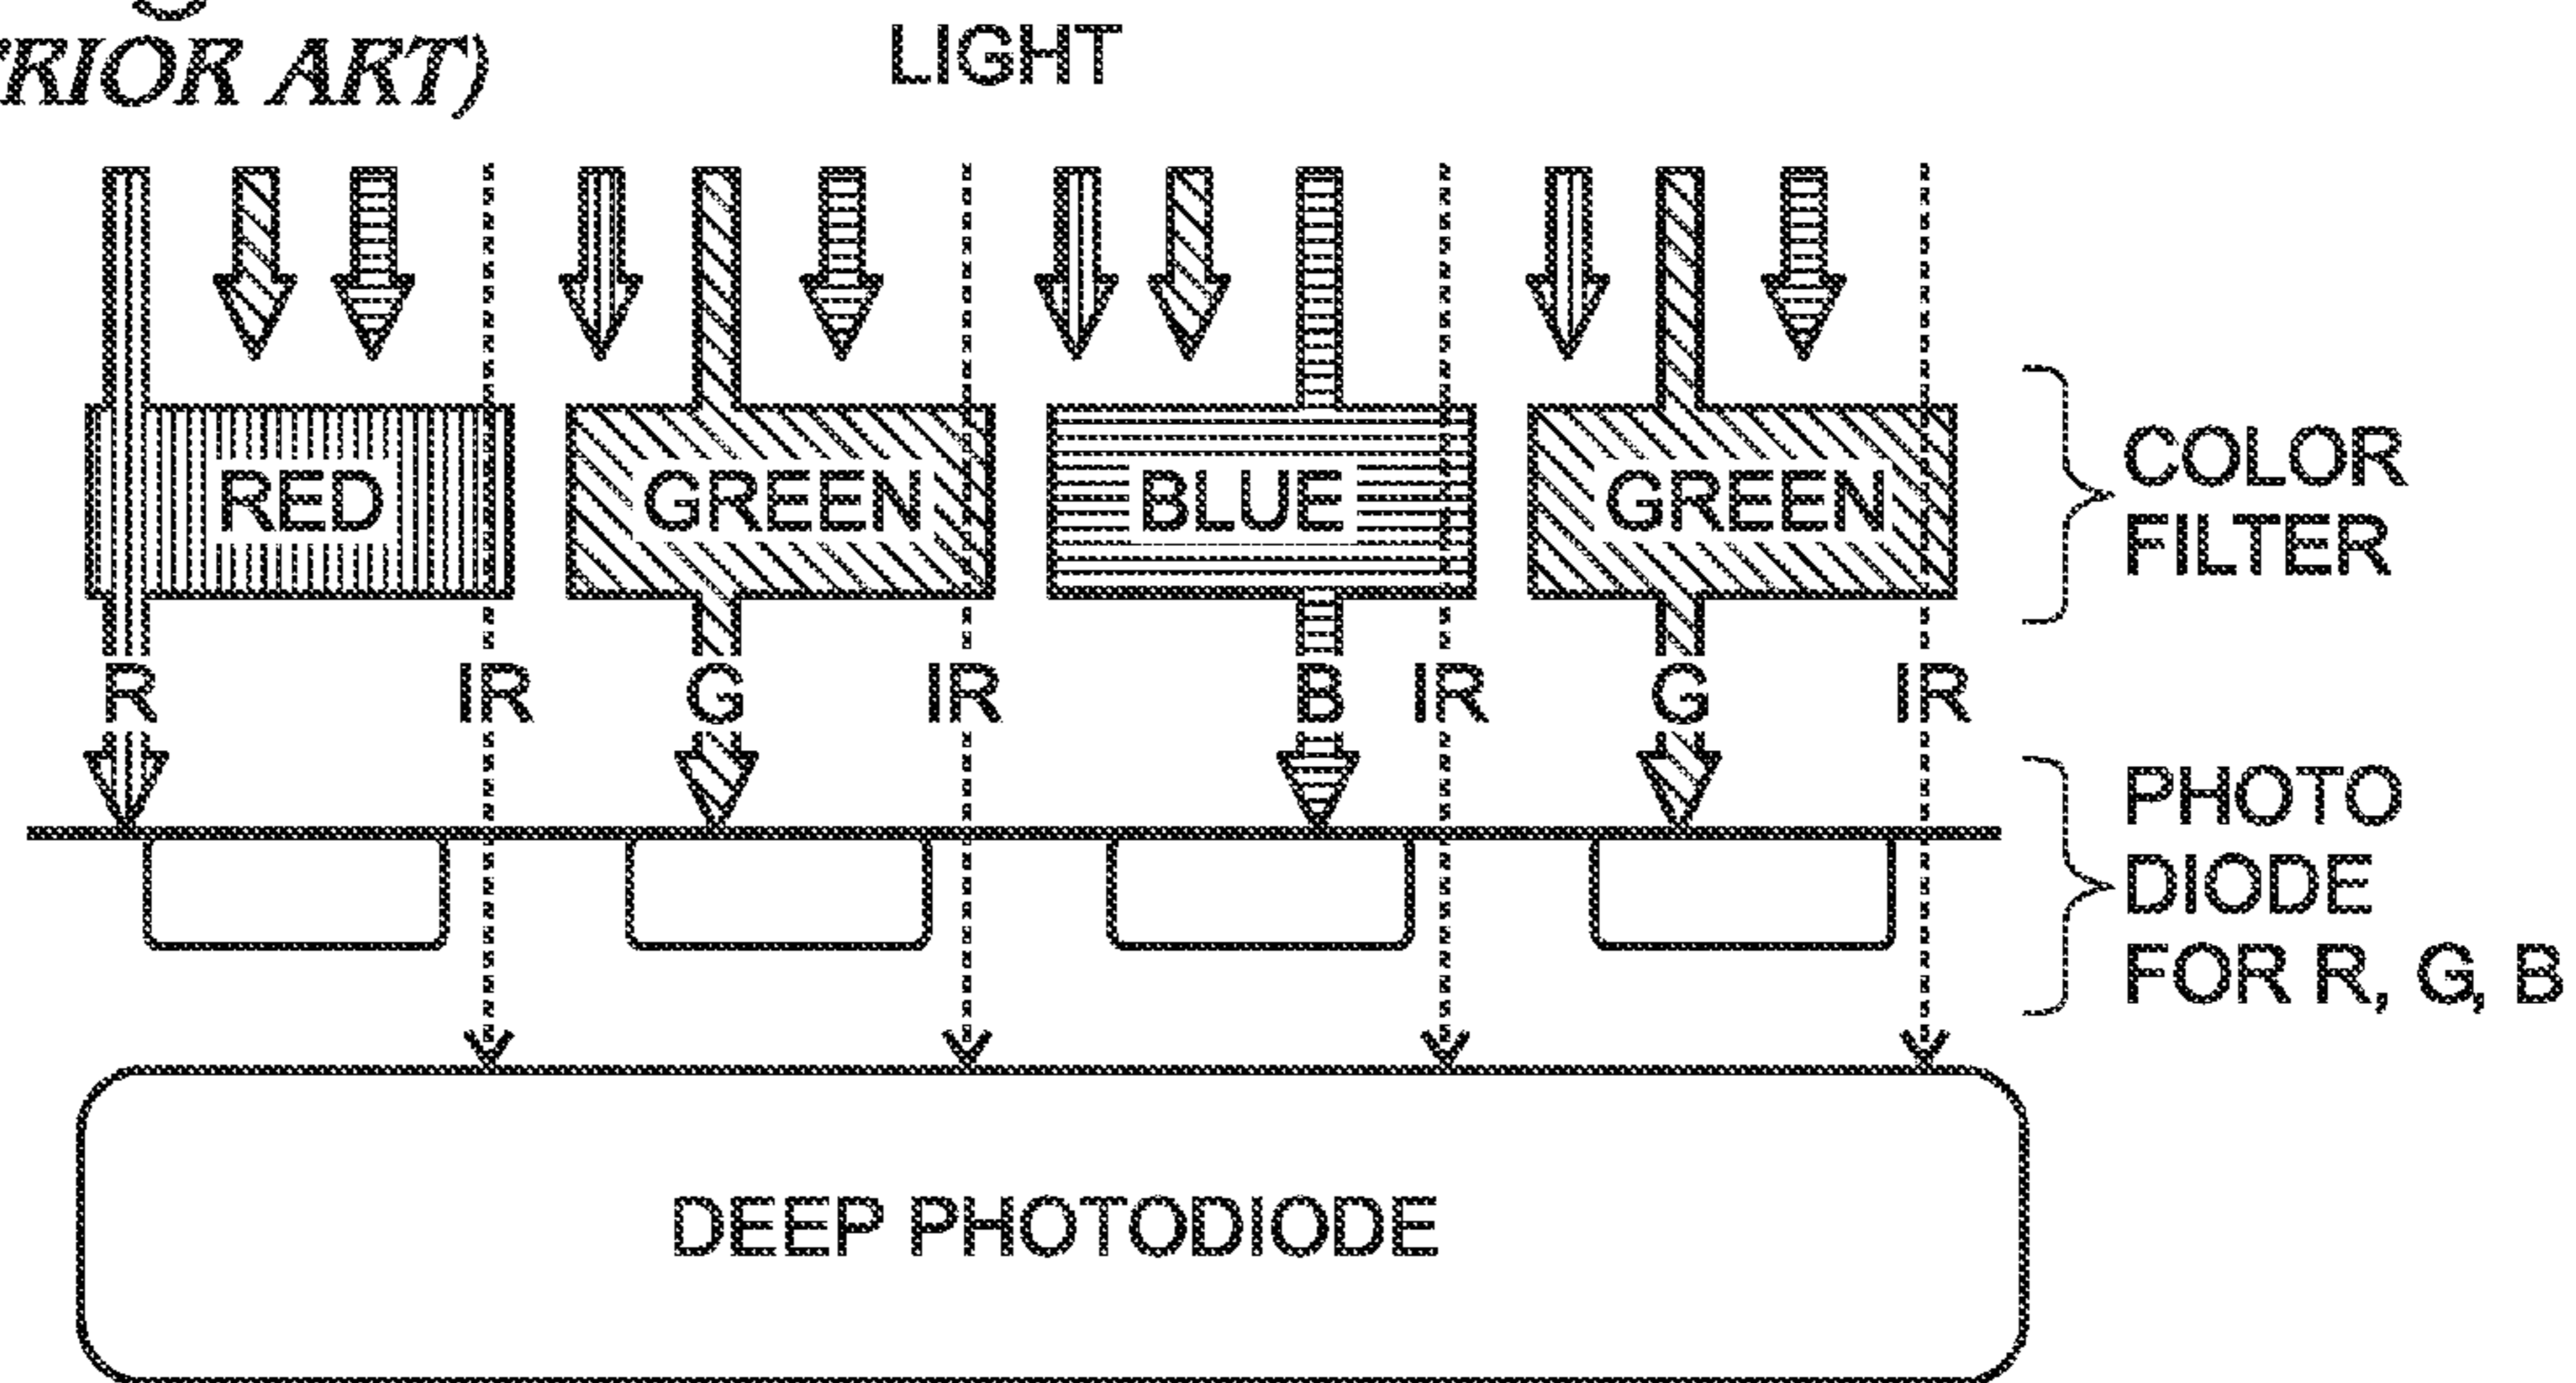 RIOR ART)
LIGHT
RED
GREEN
BLUE
GREEN
COLOR
FILTER
R
IR
G
IR
B
IR
G
IR
PHOTO
DIODE
FOR R, G, B
DEEP PHOTODIODE